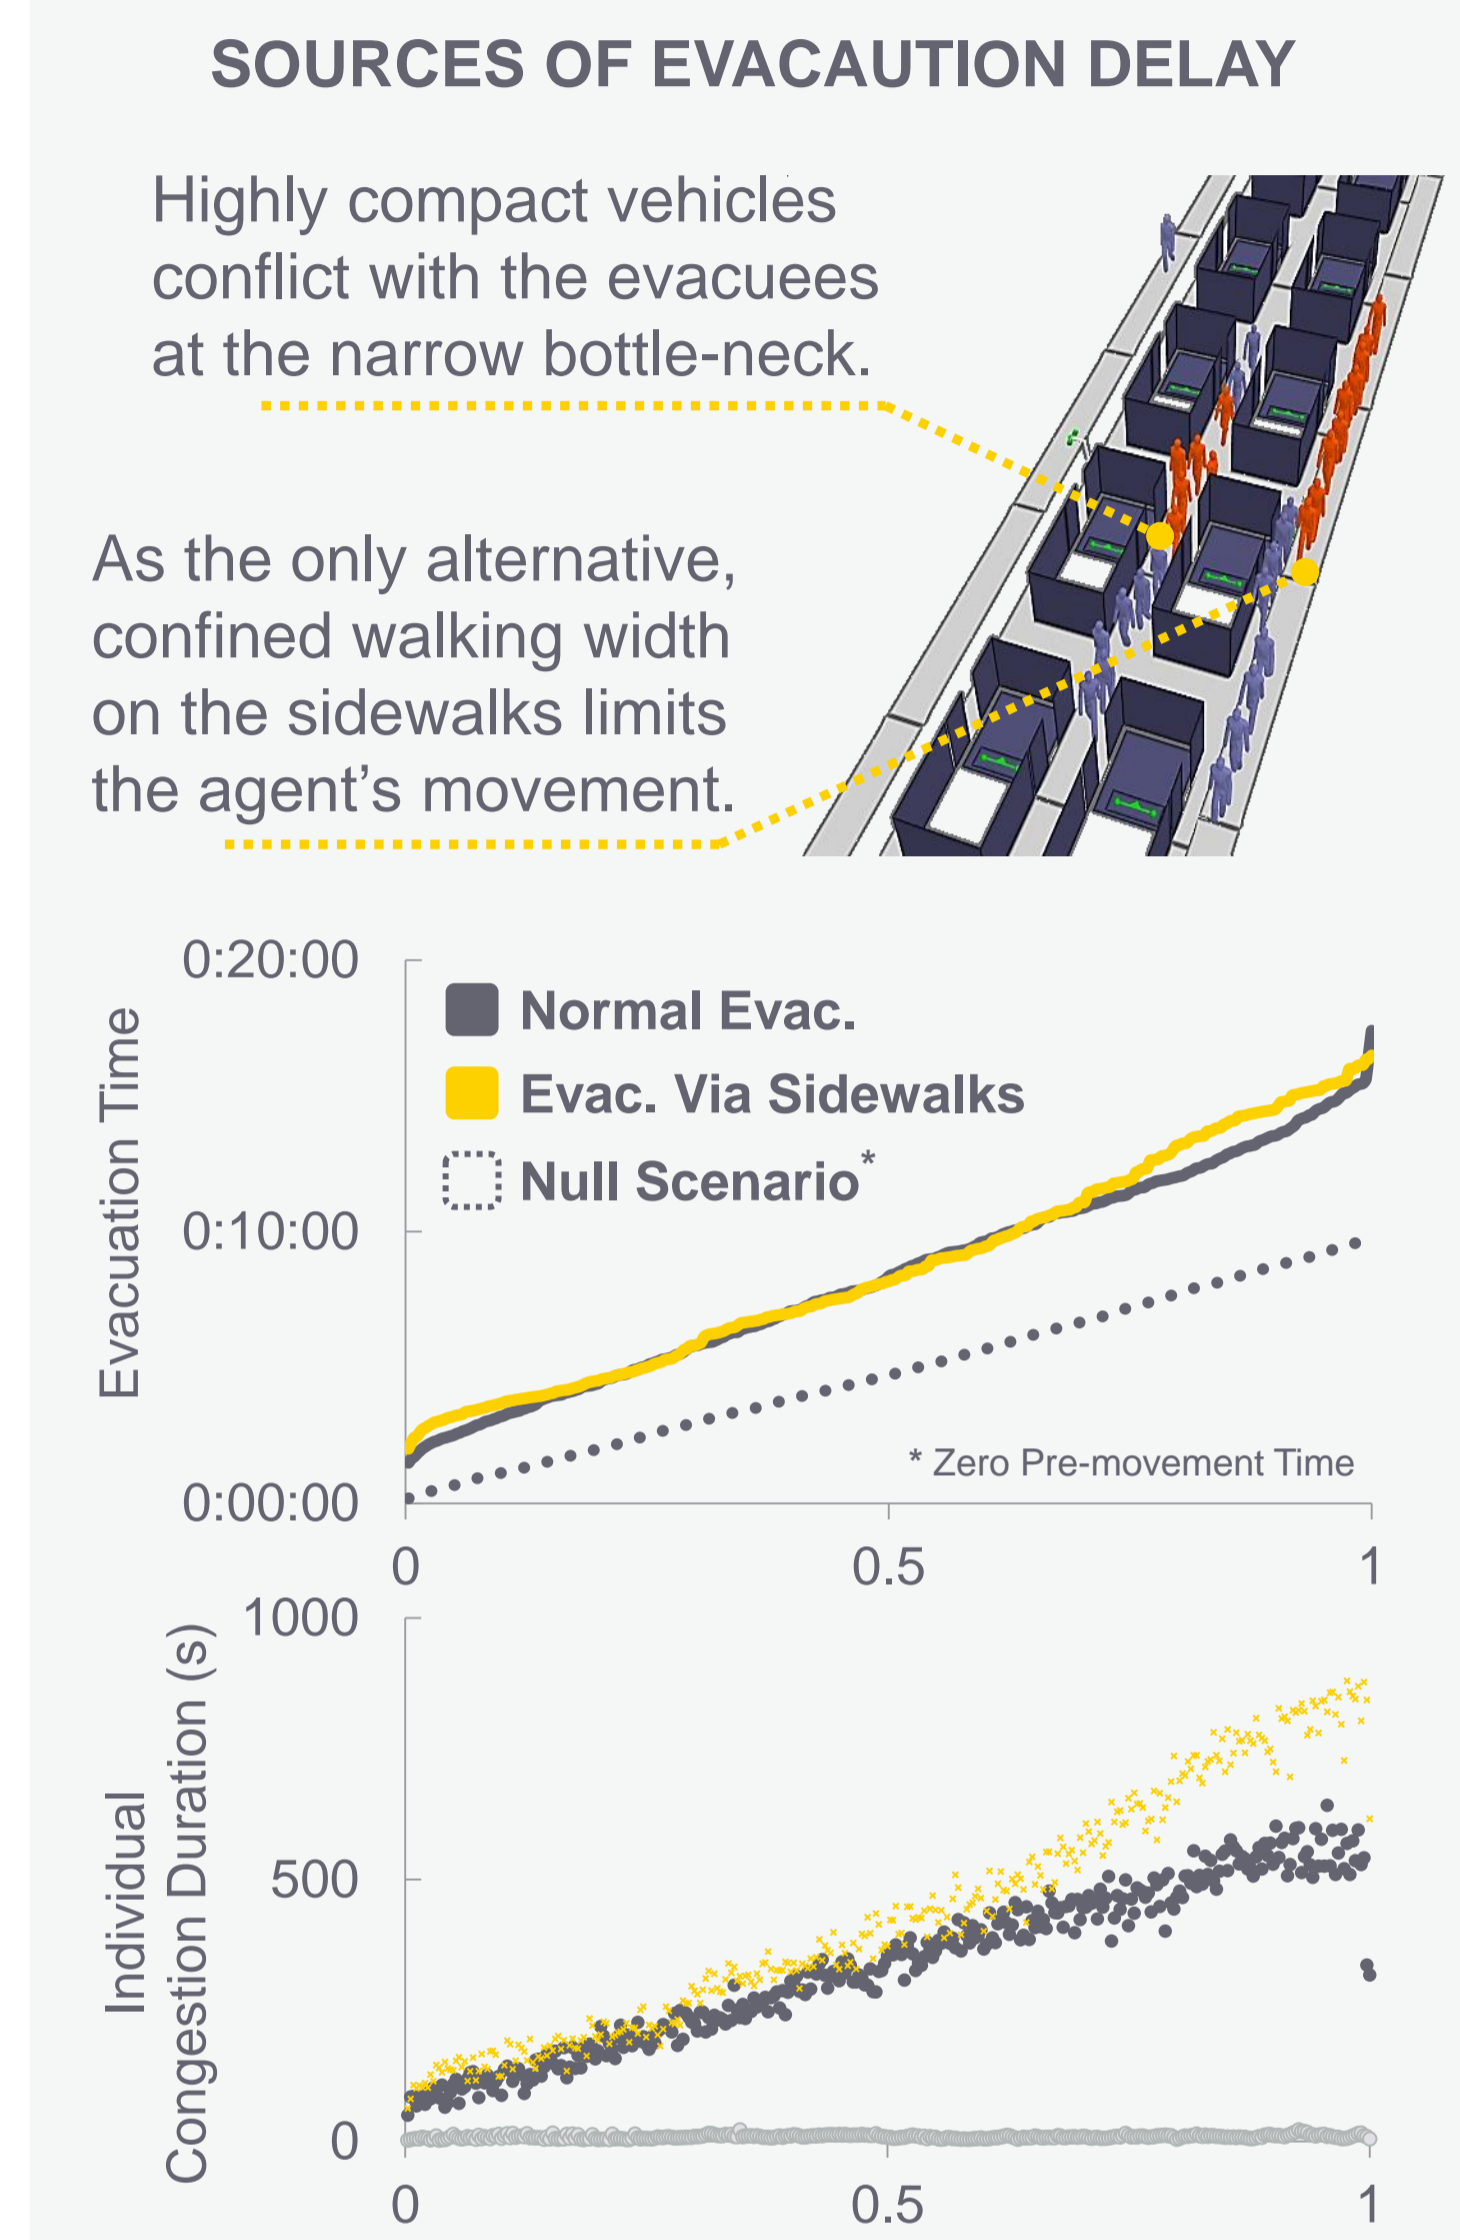 SOURCES OF EVACAUTION DELAY
Highly compact vehicles
conflict with the evacuees
at the narrow bottle-neck.
As the only alternative,
confined walking width
on the sidewalks limits
the agent’s movement.
Evacuation Time
0:20:00
0:10:00
0:00:00
Normal Evac.
Evac. Via Sidewalks
Null Scenario*
* Zero Pre-movement Time
0 0.5 1
Individual
Congestion Duration (s)
1000
500
0
0 0.5 1